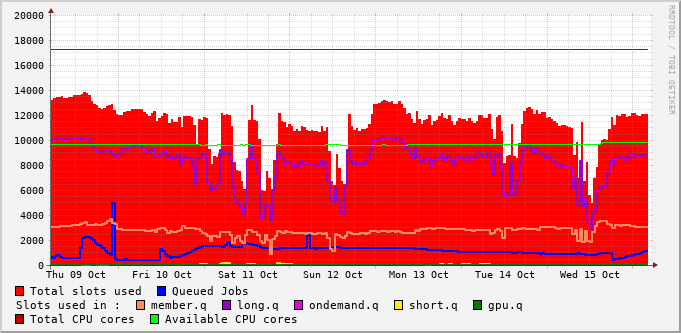 20000
18000
16000
14000
12000
10000
8000
6000
4000
2000
0
Thu 09 Oct Fri 10 Oct Sat 11 Oct Sun 12 Oct Mon 13 Oct Tue 14 Oct Wed 15 Oct
RRDTOOL / TOBI OETIKER
Total slots used Queued Jobs
Slots used in : member.q long.q ondemand.q short.q gpu.q
Total CPU cores Available CPU cores